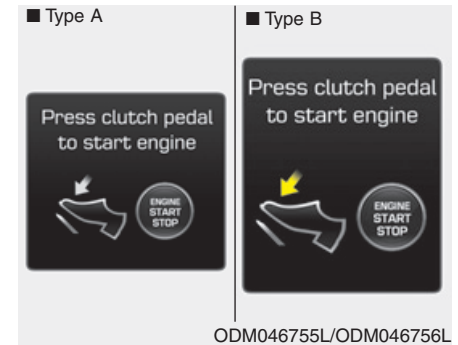 ■ Type A
Press clutch pedal
to start engine
ENGINE
START
STOP
■ Type B
Press clutch pedal
to start engine
ENGINE
START
STOP
ODM046755L/ODM046756L